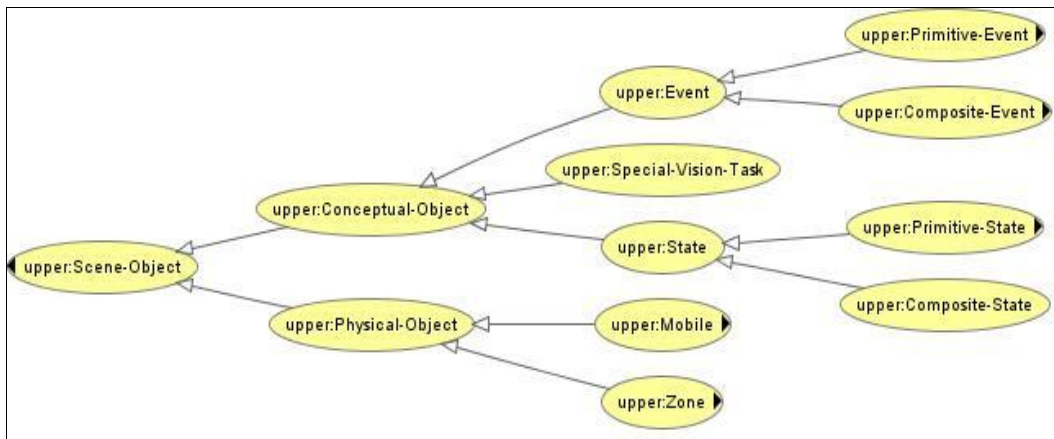 upper:Primitive-Event
upper:Event
upper:Composite-Event
upper:Special-Vision-Task
upper:Conceptual-Object
upper:Primitive-State
upper:State
upper:Scene-Object
upper:Composite-State
upper:Physical-Object
upper:Mobile
upper:Zone